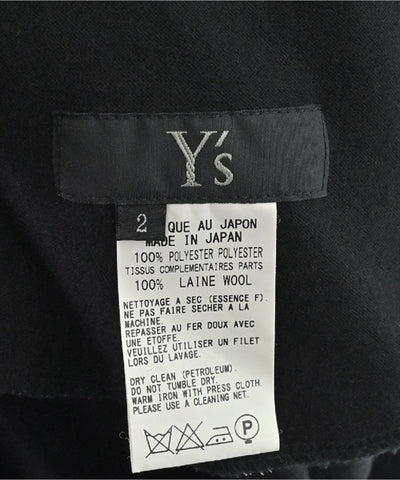 Y's
2
QUE AU JAPON
MADE IN JAPAN
100% POLYESTER POLYESTER
TISSUS COMPLEMENTAIRES PARTS
100% LAINE WOOL
NETTOYAGE A SEC (ESSENCE F).
NE PAS FAIRE SECHER A LA
MACHINE.
REPASSER AU FER DOUX AVEC
UNE ETOFFE.
VEUILLEZ UTILISER UN FILET
LORS DU LAVAGE.
DRY CLEAN (PETROLEUM).
DO NOT TUMBLE DRY.
WARM IRON WITH PRESS CLOTH.
PLEASE USE A CLEANING NET.
P